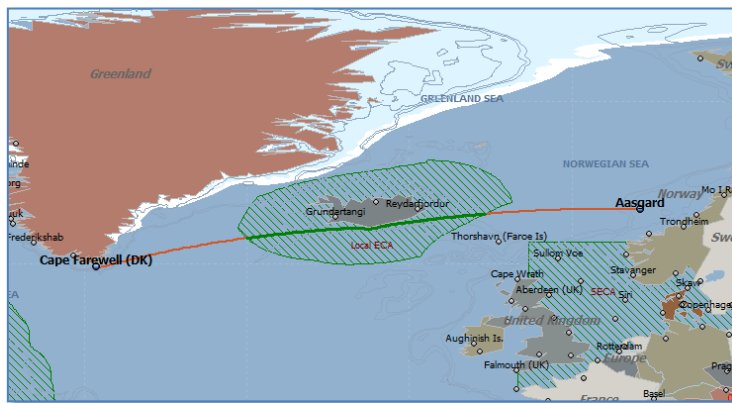 Greenland
GREENLAND SEA
NORWEGIAN SEA
Norway
Mo I R
Aasgard
Trondheim
Grundartangi
Reydarfjordur
Local ECA
Thorshavn (Faroe Is)
Frederikshab
Cape Farewell (DK)
Sullom Voe
Stavanger
Cape Wrath
Aberdeen (UK)
SECA
Siri
Skaw
Copenhage
United Kingdom
Aughinish Is.
Rotterdam
Europe
Falmouth (UK)
France
Basel
Prag